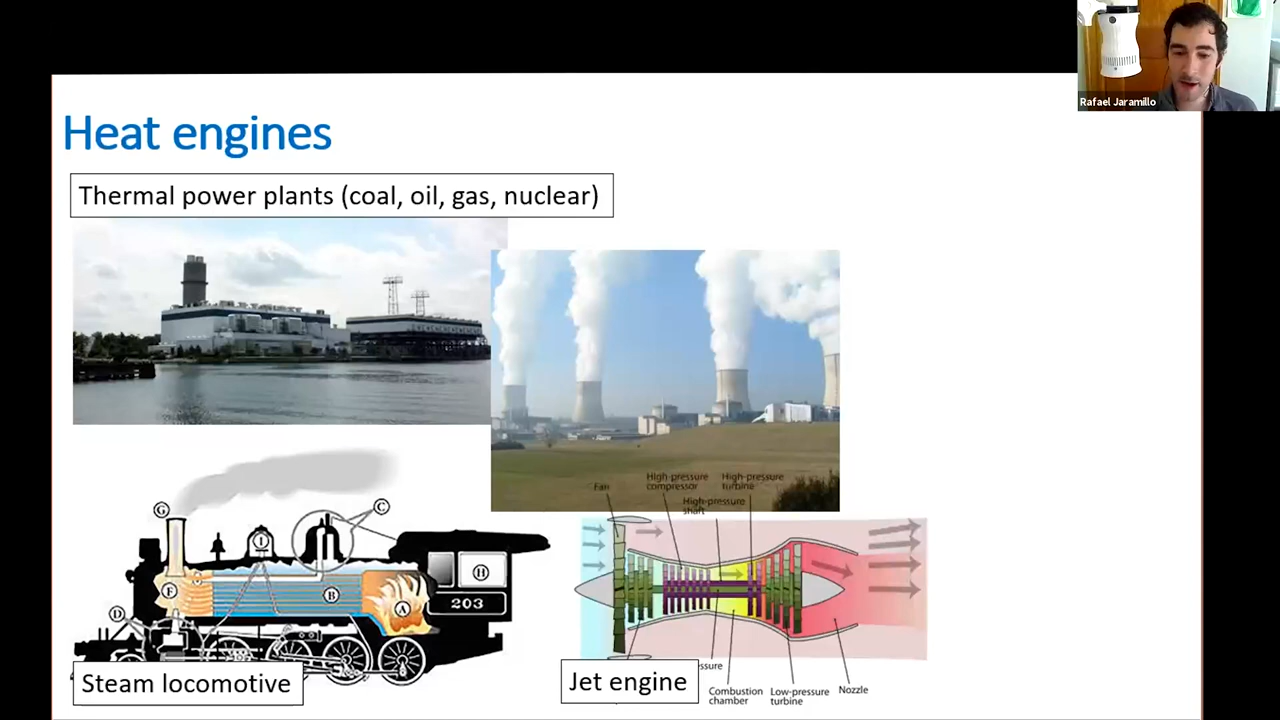 Rafael Jaramillo
Heat engines
Thermal power plants (coal, oil, gas, nuclear)
Fan
High-pressure
compressor
High-pressure
turbine
High-pressure
shaft
G
C
I
H
F
B
A
D
203
Steam locomotive
Jet engine
ssure
Combustion
chamber
Low-pressure
turbine
Nozzle